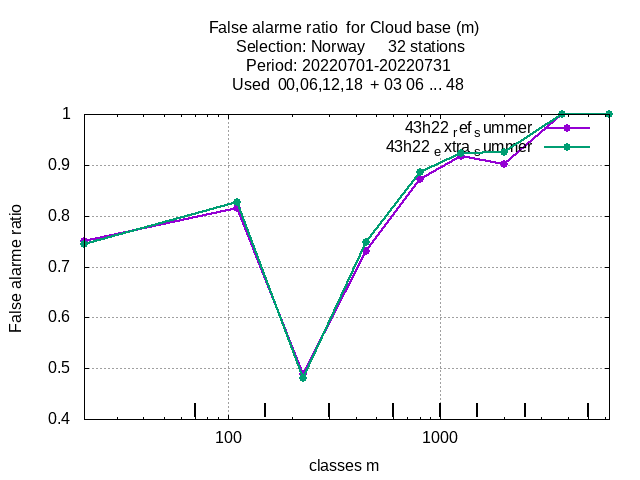 False alarme ratio  for Cloud base (m)
Selection: Norway     32 stations
Period: 20220701-20220731
Used  00,06,12,18  + 03 06 ... 48
1
43h22 ref summer
43h22 extra summer
0.9
0.8
0.7
0.6
0.5
0.4
False alarme ratio
100
1000
classes m